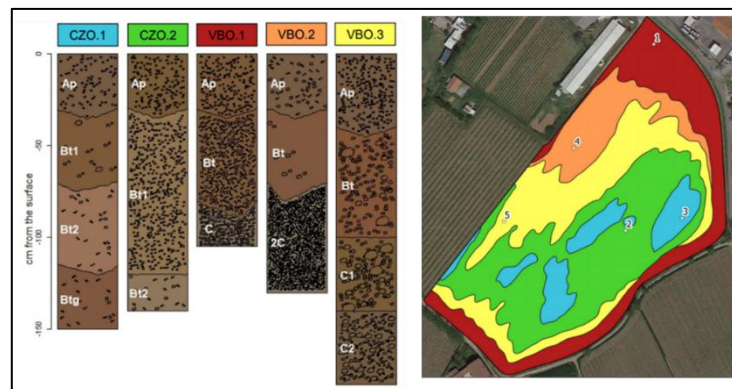 CZO.1 CZO.2 VBO.1 VBO.2 VBO.3
0
Ap Ap Ap Ap Ap
-50
Bt1 Bt1 Bt Bt Bt
cm from the surface
-100
Bt2 C 2C C1
Btg Bt2 C2
-150
1
4
5 2 3